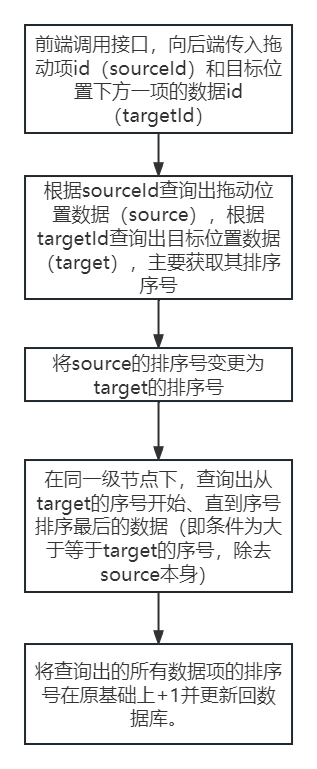 前端调用接口，向后端传入拖
动项id（sourceId）和目标位
置下方一项的数据id
（targetId）
根据sourceId查询出拖动位
置数据（source），根据
targetId查询出目标位置数据
（target），主要获取其排序
序号
将source的排序号变更为
target的排序号
在同一级节点下，查询出从
target的序号开始、直到序号
排序最后的数据（即条件为大
于等于target的序号，除去
source本身）
将查询出的所有数据项的排序
号在原基础上+1并更新回数
据库。